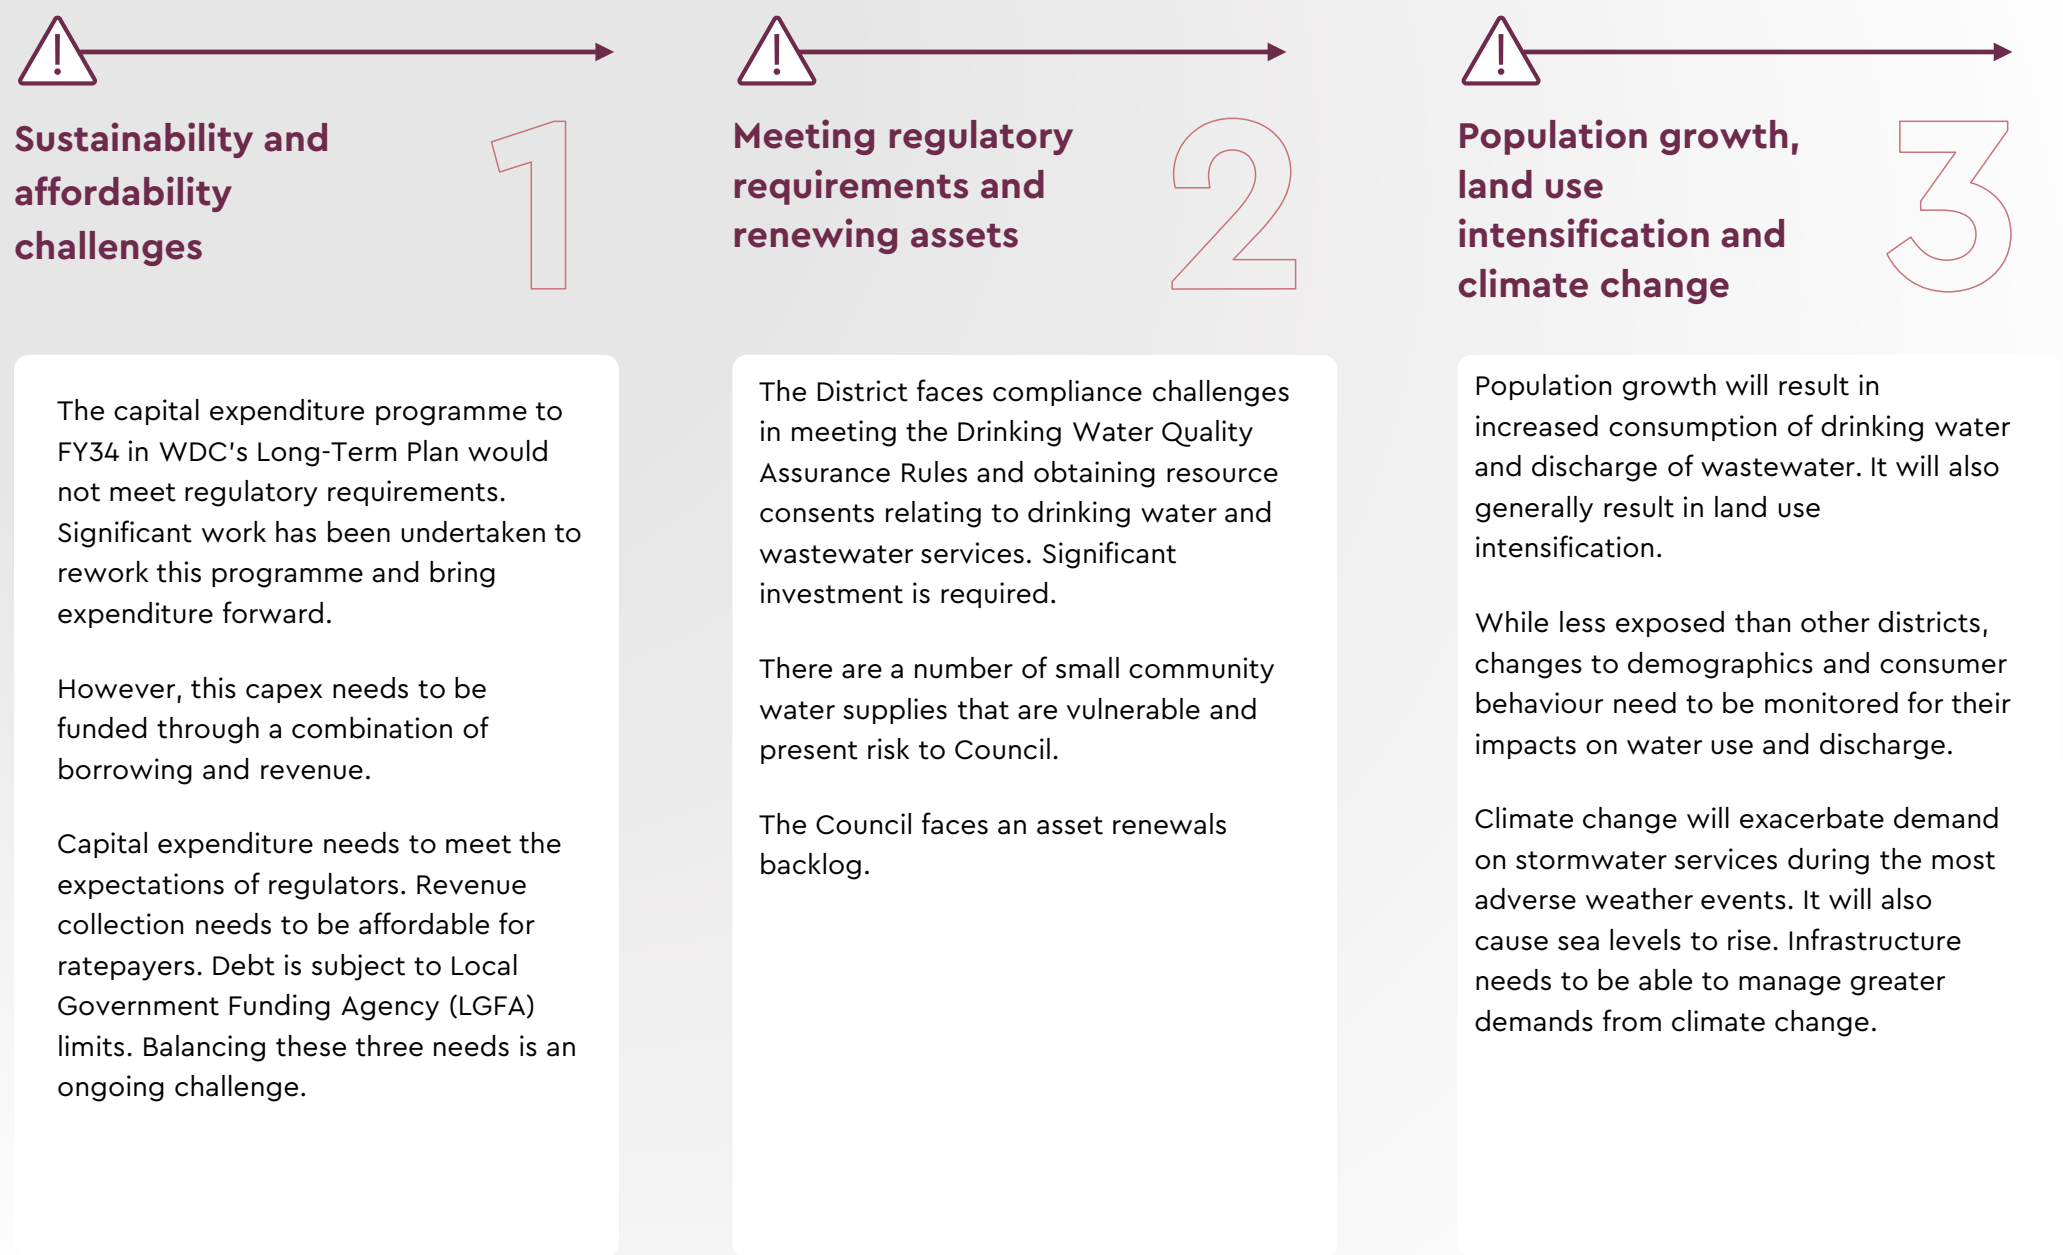 Sustainability and
affordability
challenges
1
The capital expenditure programme to
FY34 in WDC's Long-Term Plan would
not meet regulatory requirements.
Significant work has been undertaken to
rework this programme and bring
expenditure forward.
However, this capex needs to be
funded through a combination of
borrowing and revenue.
Capital expenditure needs to meet the
expectations of regulators. Revenue
collection needs to be affordable for
ratepayers. Debt is subject to Local
Government Funding Agency (LGFA)
limits. Balancing these three needs is an
ongoing challenge.
Meeting regulatory
requirements and
renewing assets
2
The District faces compliance challenges
in meeting the Drinking Water Quality
Assurance Rules and obtaining resource
consents relating to drinking water and
wastewater services. Significant
investment is required.
There are a number of small community
water supplies that are vulnerable and
present risk to Council.
The Council faces an asset renewals
backlog.
Population growth,
land use
intensification and
climate change
3
Population growth will result in
increased consumption of drinking water
and discharge of wastewater. It will also
generally result in land use
intensification.
While less exposed than other districts,
changes to demographics and consumer
behaviour need to be monitored for their
impacts on water use and discharge.
Climate change will exacerbate demand
on stormwater services during the most
adverse weather events. It will also
cause sea levels to rise. Infrastructure
needs to be able to manage greater
demands from climate change.